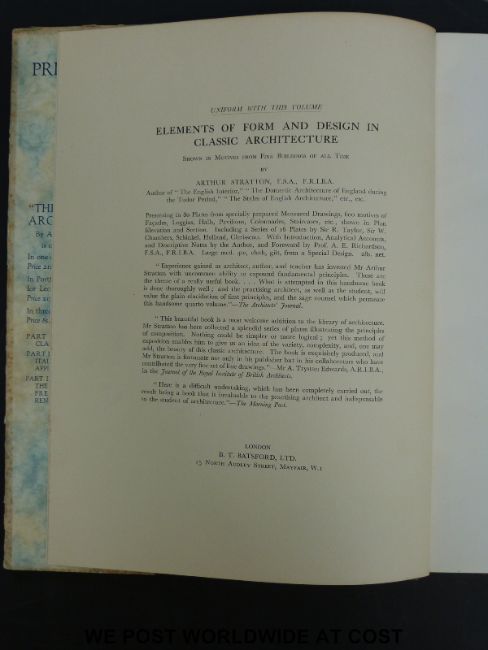 PRI
"THE
ARC
By A
In one
Price
In Port
for Lec
Price
In three
Price 8s.
PART
CLA
PART I
ITAL
APPL
PART I
THE
FRE
REN
UNIFORM WITH THIS VOLUME
ELEMENTS OF FORM AND DESIGN IN
CLASSIC ARCHITECTURE
Shown in Motives from Fine Buildings of all Time
BY
ARTHUR STRATTON, F.S.A., F.R.I.B.A.
Author of "The English Interior," "The Domestic Architecture of England during
the Tudor Period," "The Styles of English Architecture," etc., etc.
Presenting in 80 Plates from specially prepared Measured Drawings, 600 motives of
Façades, Loggias, Halls, Pavilions, Colonnades, Staircases, etc., shown in Plan,
Elevation and Section. Including a Series of 16 Plates by Sir R. Taylor, Sir W.
Chambers, Schinkel, Hittorff, Girtiscius. With Introduction, Analytical Accounts,
and Descriptive Notes by the Author, and Foreword by Prof. A. E. Richardson,
F.S.A., F.R.I.B.A. Large med. 4to, cloth, gilt, from a Special Design. 28s. net.
"Experience gained as architect, author, and teacher has invested Mr Arthur
Stratton with uncommon ability to expound fundamental principles. These are
the theme of a really useful book. . . . What is attempted in this handsome book
is done thoroughly well; and the practising architect, as well as the student, will
value the plain elucidation of first principles, and the sage counsel which permeate
this handsome quarto volume."—The Architects' Journal.
"This beautiful book is a most welcome addition to the library of architecture.
Mr Stratton has been collected a splendid series of plates illustrating the principles
of composition. Nothing could be simpler or more logical; yet this method of
exposition enables him to give us an idea of the variety, complexity, and, one may
add, the beauty of this classic architecture. The book is exquisitely produced, and
Mr Stratton is fortunate not only in his publisher but in his collaborators who have
contributed the very fine set of line drawings."—Mr A. Trystan Edwards, A.R.I.B.A.,
in the Journal of the Royal Institute of British Architects.
"Here is a difficult undertaking, which has been completely carried out, the
result being a book that is invaluable to the practising architect and indispensable
to the student of architecture."—The Morning Post.
LONDON
B. T. BATSFORD, LTD.
15 North Audley Street, Mayfair, W.1
WE POST WORLDWIDE AT COST